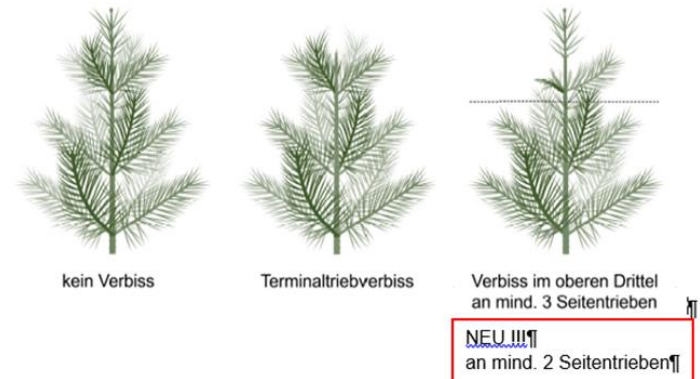 kein Verbiss
Terminaltriebverbiss
Verbiss im oberen Drittel
an mind. 3 Seitentrieben
¶
NEU !!!¶
an mind. 2 Seitentrieben¶